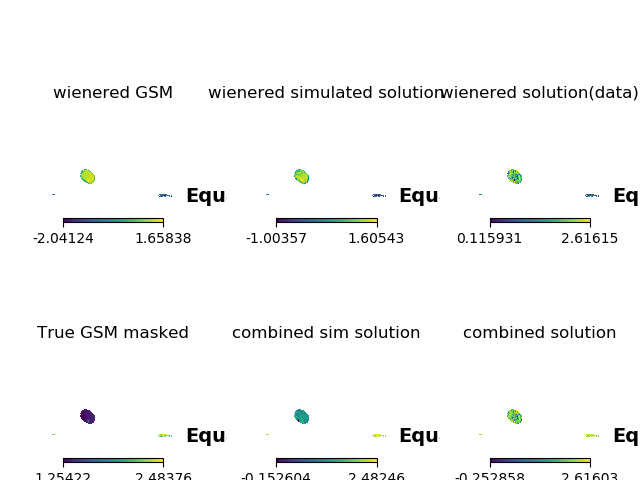 wienered GSM wienered simulated solution wienered solution(data)
Equ Equ Eq
-2.04124 1.65838 -1.00357 1.60543 0.115931 2.61615
True GSM masked combined sim solution combined solution
Equ Equ Eq
1.25422 2.48376 -0.152604 2.48246 -0.252858 2.61603